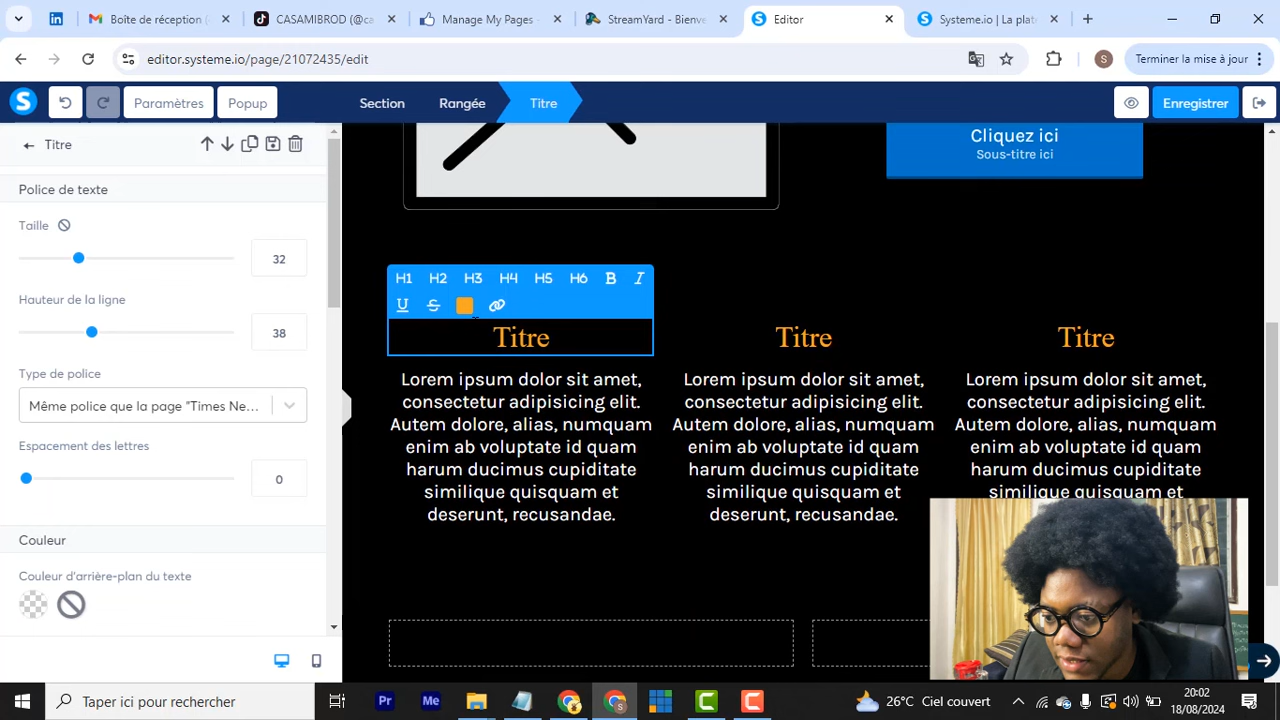 Boîte de réception (
CASAMIBROD (@ca
Manage My Pages -
StreamYard - Bienve
Editor
Systeme.io | La plate
editor.systeme.io/page/21072435/edit
S
Terminer la mise à jour
Paramètres
Popup
Section
Rangée
Titre
Enregistrer
Titre
Police de texte
Taille
32
Hauteur de la ligne
38
Type de police
Même police que la page "Times Ne...
Espacement des lettres
0
Couleur
Couleur d'arrière-plan du texte
Cliquez ici
Sous-titre ici
H1 H2 H3 H4 H5 H6 B I
U S
Titre
Lorem ipsum dolor sit amet,
consectetur adipisicing elit.
Autem dolore, alias, numquam
enim ab voluptate id quam
harum ducimus cupiditate
similique quisquam et
deserunt, recusandae.
Titre
Lorem ipsum dolor sit amet,
consectetur adipisicing elit.
Autem dolore, alias, numquam
enim ab voluptate id quam
harum ducimus cupiditate
similique quisquam et
deserunt, recusandae.
Titre
Lorem ipsum dolor sit amet,
consectetur adipisicing elit.
Autem dolore, alias, numquam
enim ab voluptate id quam
harum ducimus cupiditate
similique quisquam et
Taper ici pour rechercher
Pr
Me
26°C Ciel couvert
20:02
18/08/2024